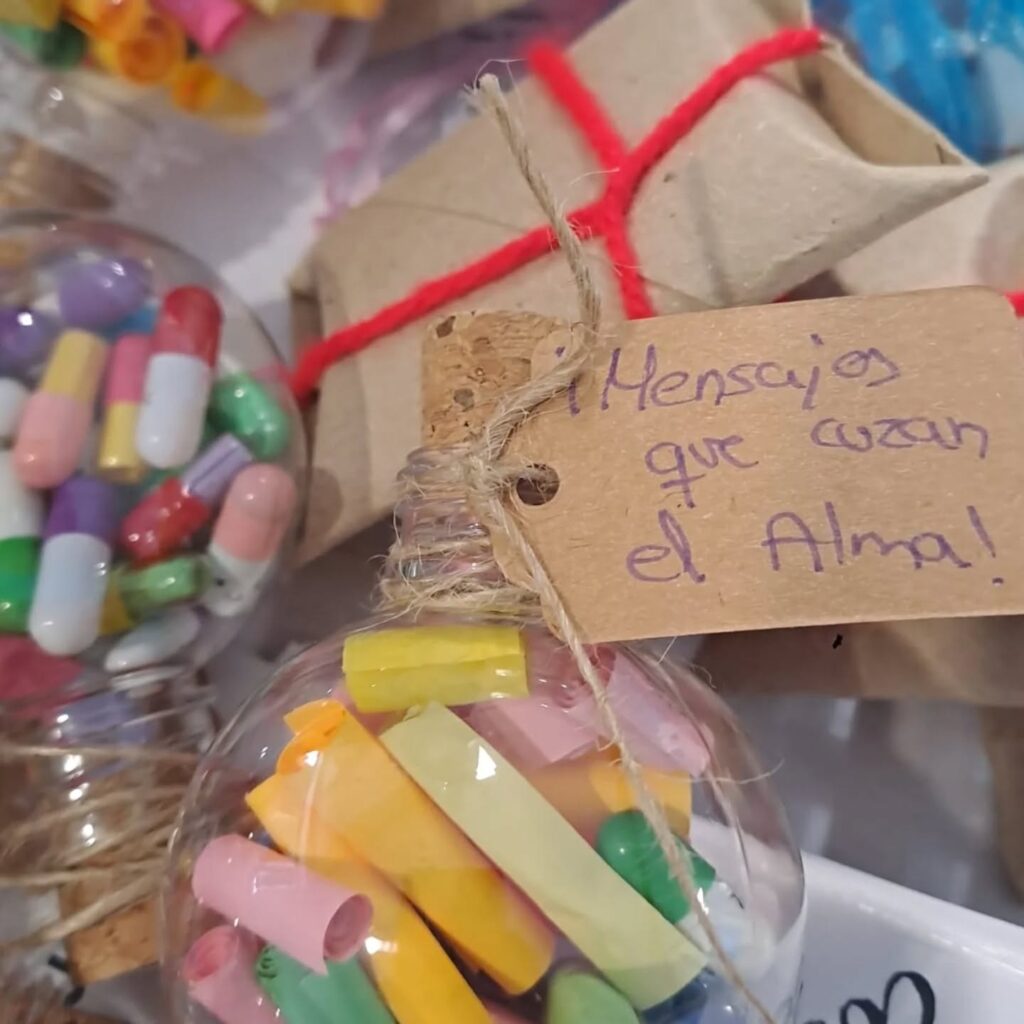 ¡Mensajes
que curan
el Alma!